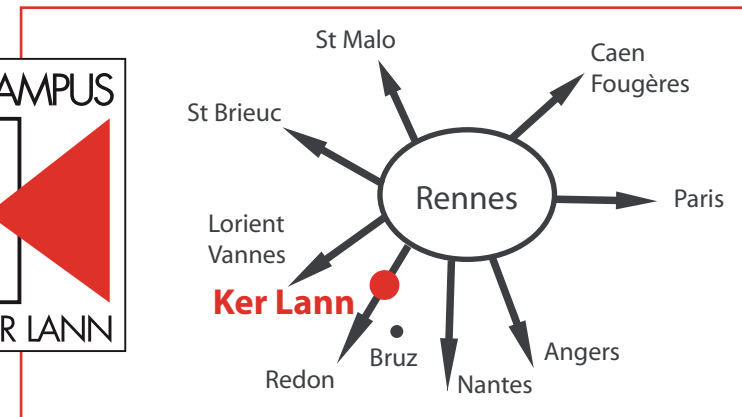 AMPUS
R LANN
St Malo
Caen
Fougères
St Brieuc
Rennes
Paris
Lorient
Vannes
Ker Lann
Bruz
Angers
Redon
Nantes